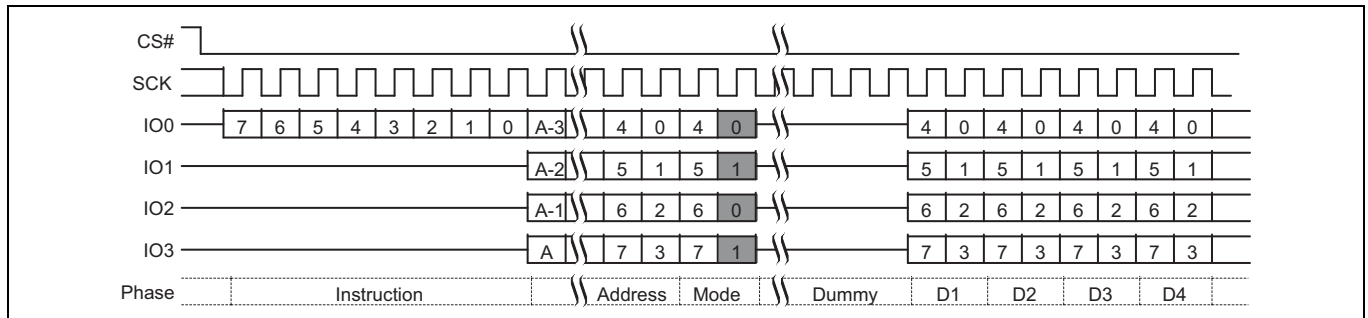 CS#
SCK
IO0 7 6 5 4 3 2 1 0 A-3 4 0 4 0 4 0 4 0 4 0 4 0
IO1 A-2 5 1 5 1 5 1 5 1 5 1 5 1
IO2 A-1 6 2 6 0 6 2 6 2 6 2 6 2
IO3 A 7 3 7 1 7 3 7 3 7 3 7 3
Phase Instruction Address Mode Dummy D1 D2 D3 D4